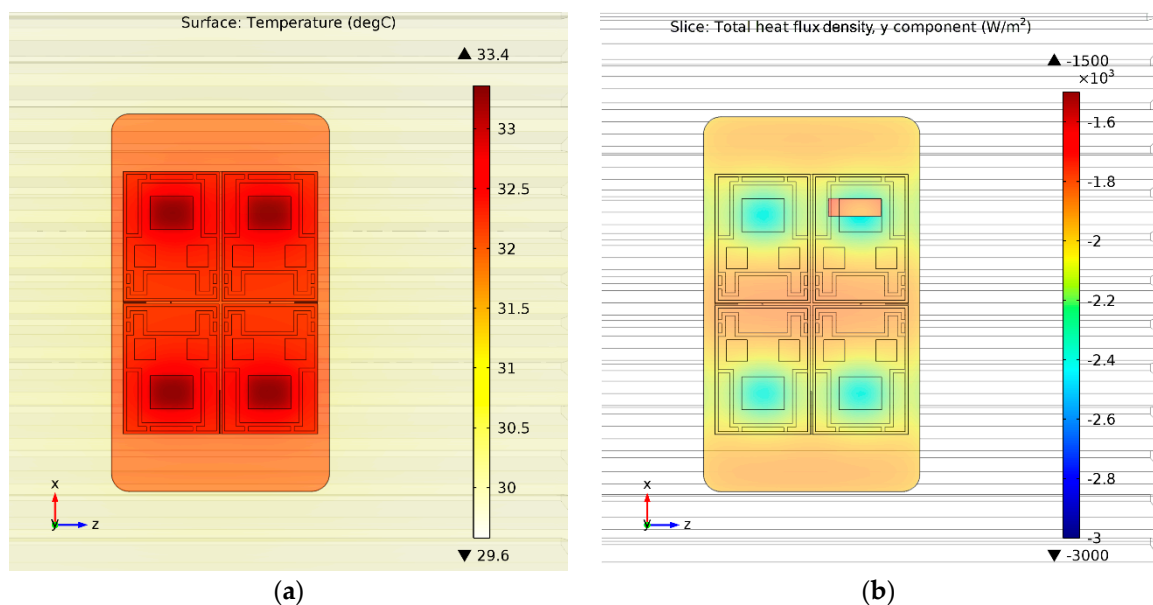 Surface: Temperature (degC)
▲ 33.4
33
32.5
32
31.5
31
30.5
30
▼ 29.6
x
y
z
(a)
Slice: Total heat flux density, y component (W/m²)
▲ -1500
×10³
-1.6
-1.8
-2
-2.2
-2.4
-2.6
-2.8
-3
▼ -3000
x
y
z
(b)